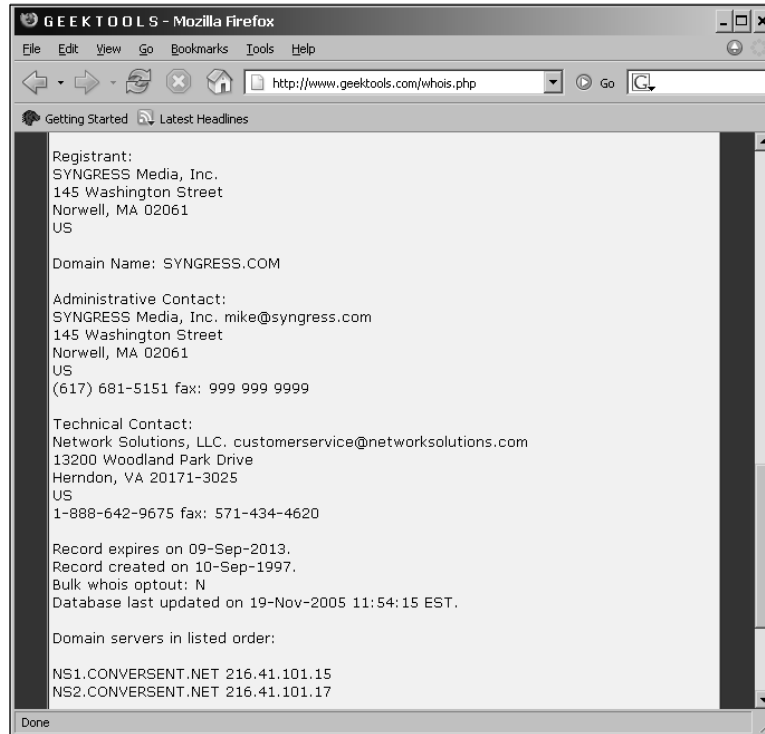 G E E K T O O L S - Mozilla Firefox
File Edit View Go Bookmarks Tools Help
http://www.geektools.com/whois.php Go G
Getting Started Latest Headlines
Registrant:
SYNGRESS Media, Inc.
145 Washington Street
Norwell, MA 02061
US
Domain Name: SYNGRESS.COM
Administrative Contact:
SYNGRESS Media, Inc. mike@syngress.com
145 Washington Street
Norwell, MA 02061
US
(617) 681-5151 fax: 999 999 9999
Technical Contact:
Network Solutions, LLC. customerservice@networksolutions.com
13200 Woodland Park Drive
Herndon, VA 20171-3025
US
1-888-642-9675 fax: 571-434-4620
Record expires on 09-Sep-2013.
Record created on 10-Sep-1997.
Bulk whois optout: N
Database last updated on 19-Nov-2005 11:54:15 EST.
Domain servers in listed order:
NS1.CONVERSENT.NET 216.41.101.15
NS2.CONVERSENT.NET 216.41.101.17
Done